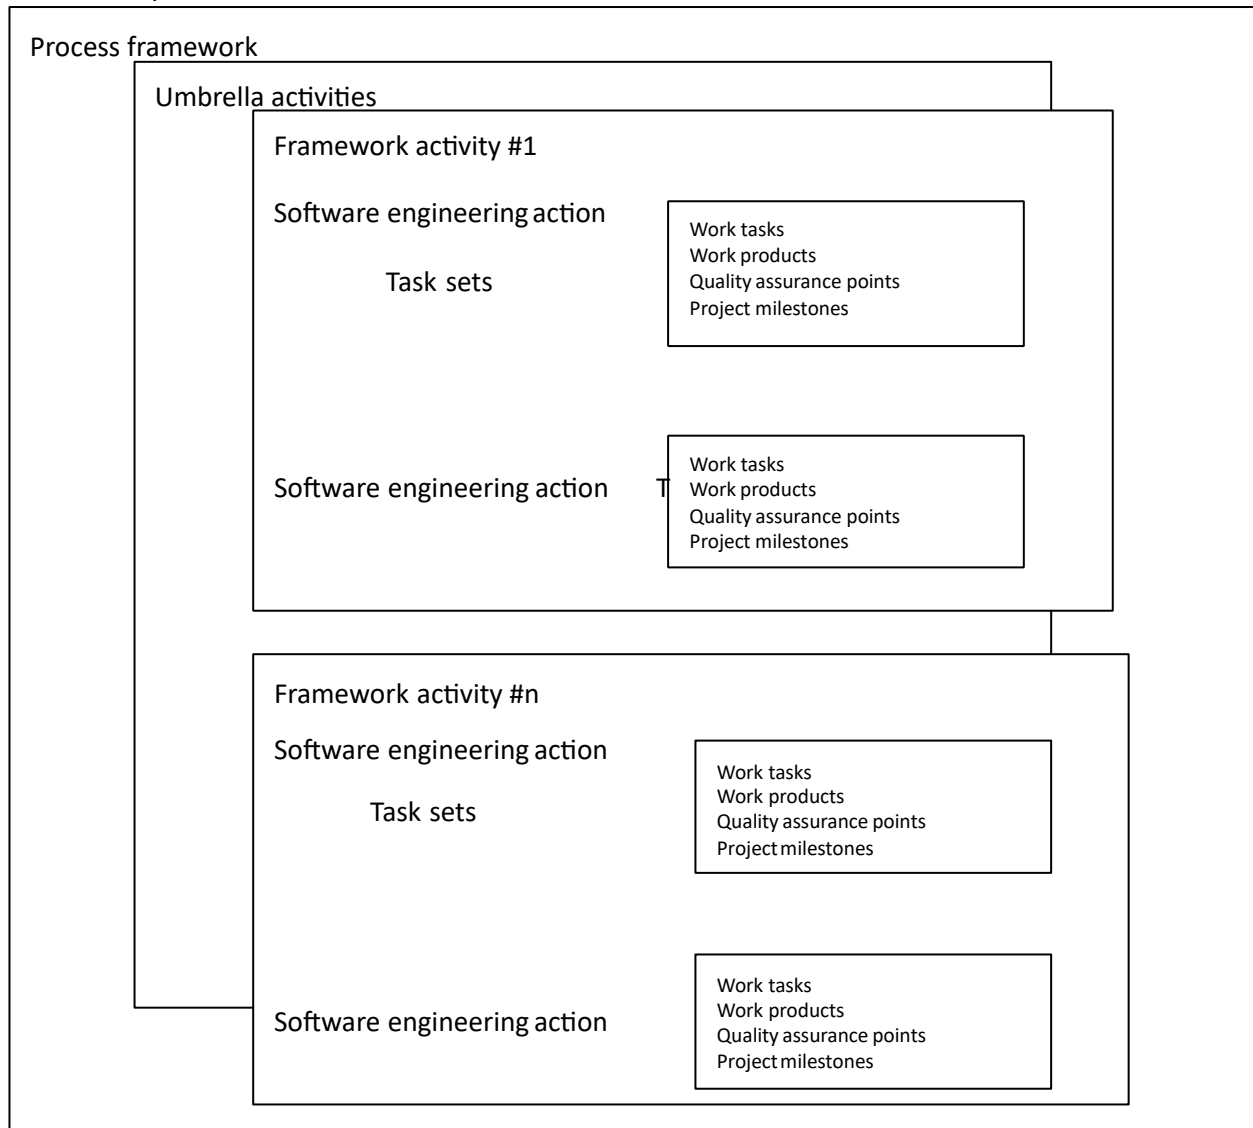 Process framework
Umbrella activities
Framework activity #1
Software engineering action
Task sets
Work tasks
Work products
Quality assurance points
Project milestones
Software engineering action T
Work tasks
Work products
Quality assurance points
Project milestones
Framework activity #n
Software engineering action
Task sets
Work tasks
Work products
Quality assurance points
Project milestones
Software engineering action
Work tasks
Work products
Quality assurance points
Project milestones